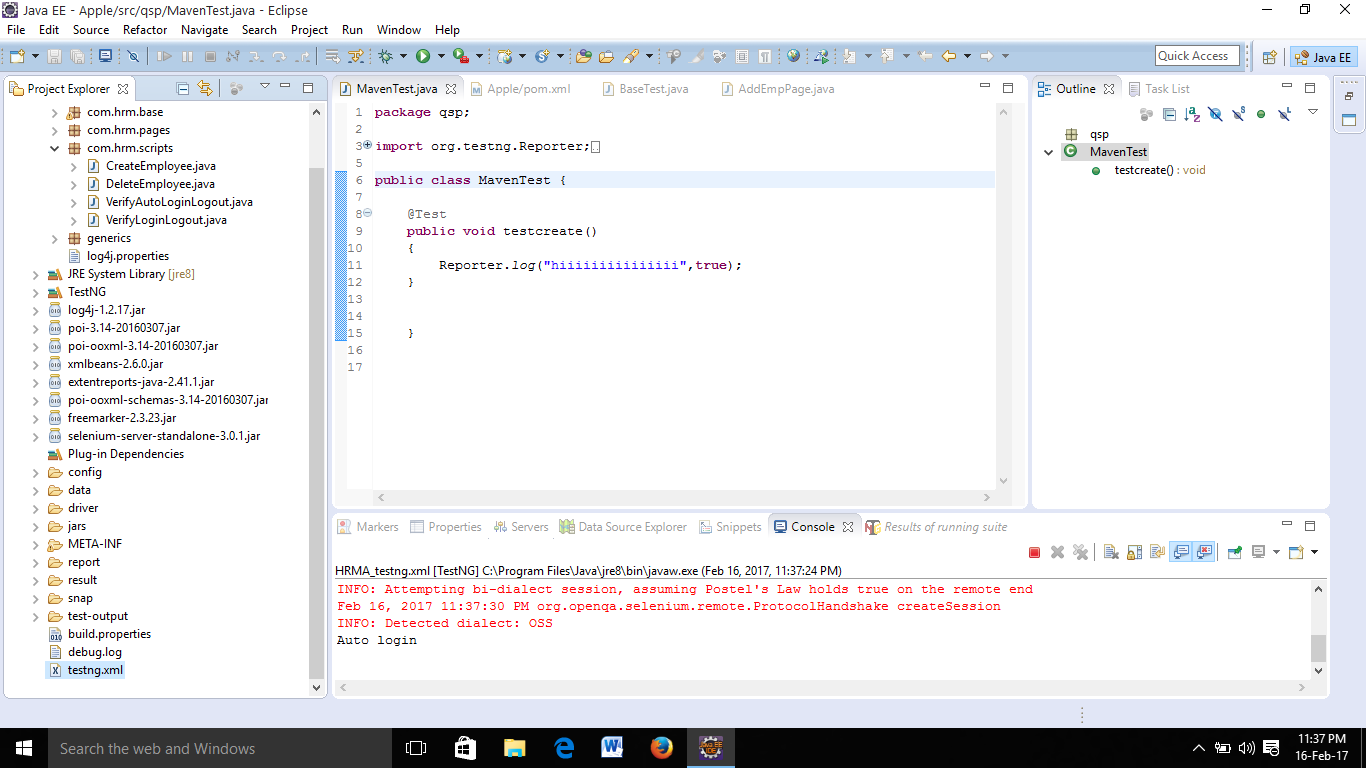 Java EE - Apple/src/qsp/MavenTest.java - Eclipse
File Edit Source Refactor Navigate Search Project Run Window Help
Quick Access Java EE
Project Explorer
com.hrm.base
com.hrm.pages
com.hrm.scripts
CreateEmployee.java
DeleteEmployee.java
VerifyAutoLoginLogout.java
VerifyLoginLogout.java
generics
log4j.properties
JRE System Library [jre8]
TestNG
log4j-1.2.17.jar
poi-3.14-20160307.jar
poi-ooxml-3.14-20160307.jar
xmlbeans-2.6.0.jar
extentreports-java-2.41.1.jar
poi-ooxml-schemas-3.14-20160307.jar
freemarker-2.3.23.jar
selenium-server-standalone-3.0.1.jar
Plug-in Dependencies
config
data
driver
jars
META-INF
report
result
snap
test-output
build.properties
debug.log
testng.xml
MavenTest.java Apple/pom.xml BaseTest.java AddEmpPage.java
1 package qsp;
2
3 import org.testng.Reporter;
5
6 public class MavenTest {
7
8 @Test
9 public void testcreate()
10 {
11 Reporter.log("hiiiiiiiiiiiiiii",true);
12 }
13
14
15 }
16
17
Outline Task List
qsp
MavenTest
testcreate() : void
Markers Properties Servers Data Source Explorer Snippets Console Results of running suite
HRMA_testng.xml [TestNG] C:\Program Files\Java\jre8\bin\javaw.exe (Feb 16, 2017, 11:37:24 PM)
INFO: Attempting bi-dialect session, assuming Postel's Law holds true on the remote end
Feb 16, 2017 11:37:30 PM org.openqa.selenium.remote.ProtocolHandshake createSession
INFO: Detected dialect: OSS
Auto login
Search the web and Windows
11:37 PM
16-Feb-17